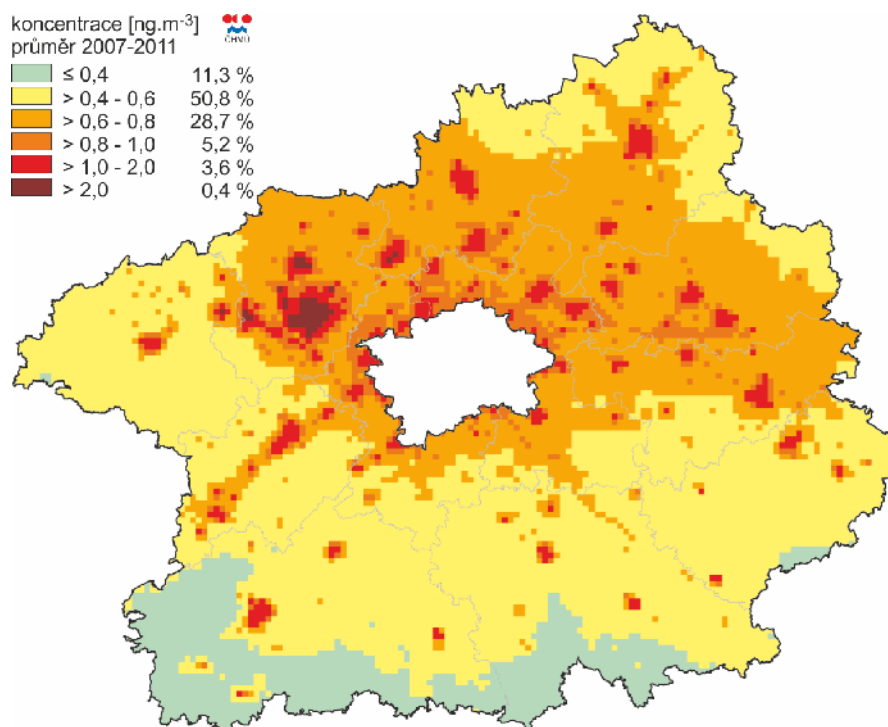 koncentrace [ng.m-3]
průměr 2007-2011
ČHMÚ
≤ 0,4 11,3 %
> 0,4 - 0,6 50,8 %
> 0,6 - 0,8 28,7 %
> 0,8 - 1,0 5,2 %
> 1,0 - 2,0 3,6 %
> 2,0 0,4 %